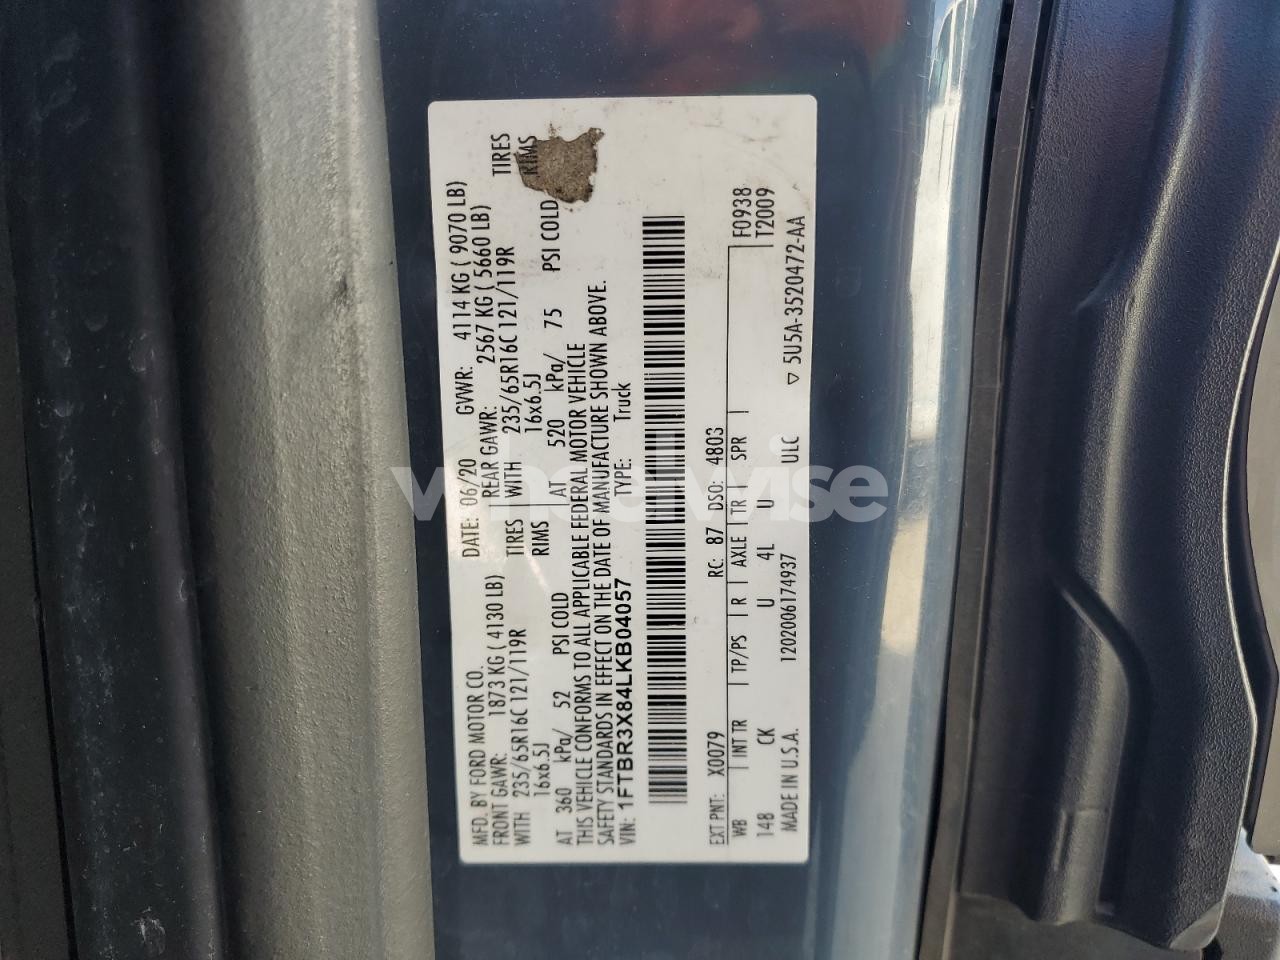 MFD. BY FORD MOTOR CO.
DATE: 06/20 GVWR: 4114 KG ( 9070 LB)
FRONT GAWR: 1873 KG ( 4130 LB) REAR GAWR: 2567 KG ( 5660 LB)
WITH 235/65R16C 121/119R TIRES WITH 235/65R16C 121/119R TIRES
16x6.5J RIMS 16x6.5J RIMS
AT 360 kPa/ 52 PSI COLD AT 520 kPa/ 75 PSI COLD
THIS VEHICLE CONFORMS TO ALL APPLICABLE FEDERAL MOTOR VEHICLE
SAFETY STANDARDS IN EFFECT ON THE DATE OF MANUFACTURE SHOWN ABOVE.
VIN: 1FTBR3X84LKB04057 TYPE: Truck
EXT PNT: X0079 RC: 87 DSO: 4803 F0938
WB INT TR TP/PS R AXLE TR SPR T2009
148 CK U 4L U
MADE IN U.S.A. 1202006174937 ULC ▽ 5U5A-3520472-AA
wheelwise